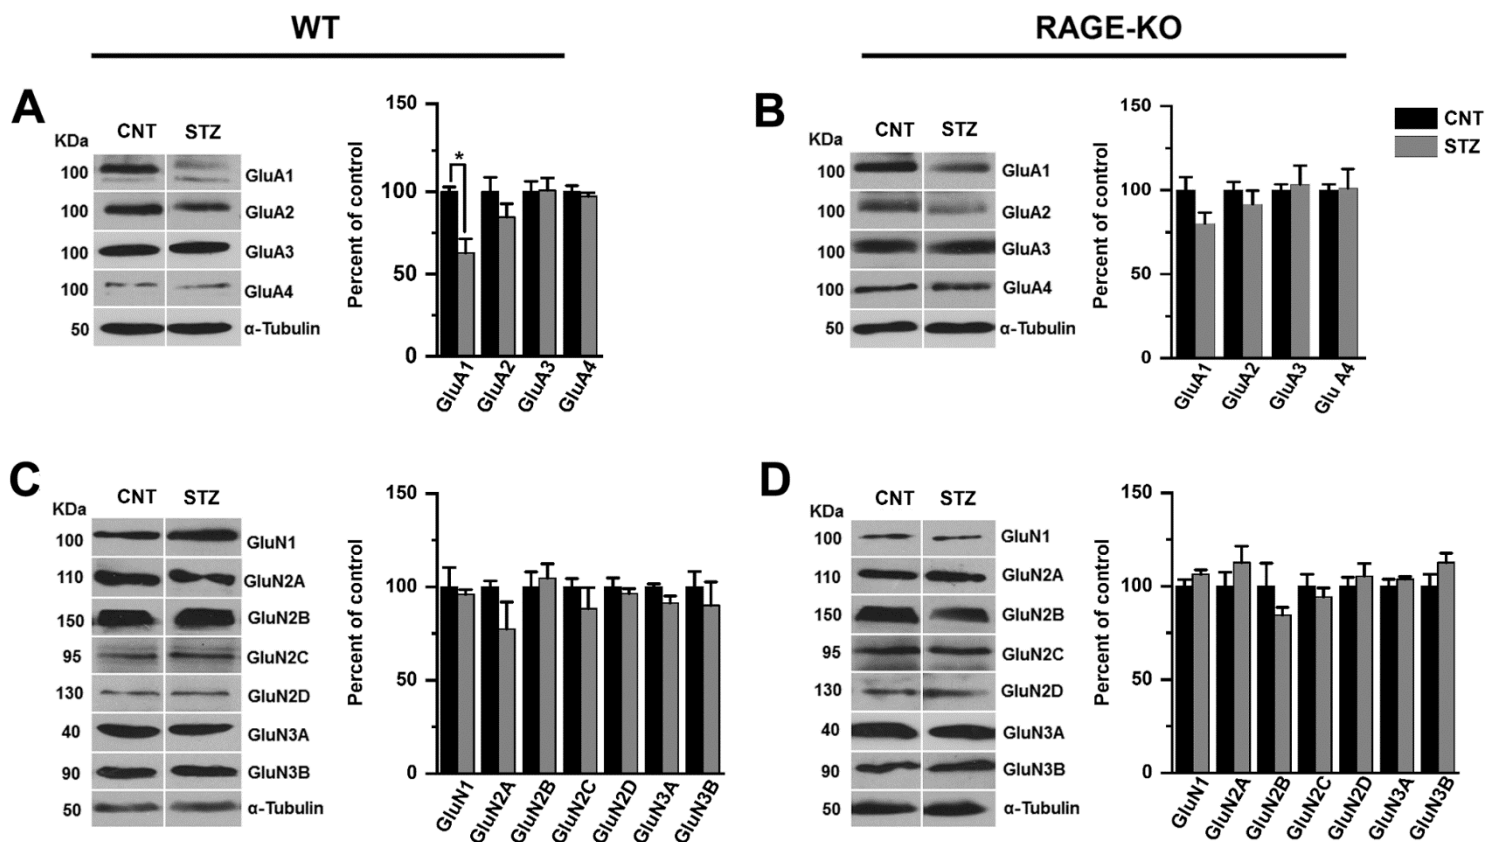 WT
RAGE-KO
A
KDa
CNT STZ
100 GluA1
100 GluA2
100 GluA3
100 GluA4
50 α-Tubulin
Percent of control
150
100
50
0
*
GluA1 GluA2 GluA3 GluA4
B
KDa
CNT STZ
100 GluA1
100 GluA2
100 GluA3
100 GluA4
50 α-Tubulin
Percent of control
150
100
50
0
GluA1 GluA2 GluA3 Glu A4
CNT
STZ
C
KDa
CNT STZ
100 GluN1
110 GluN2A
150 GluN2B
95 GluN2C
130 GluN2D
40 GluN3A
90 GluN3B
50 α-Tubulin
Percent of control
150
100
50
0
GluN1 GluN2A GluN2B GluN2C GluN2D GluN3A GluN3B
D
KDa
CNT STZ
100 GluN1
110 GluN2A
150 GluN2B
95 GluN2C
130 GluN2D
40 GluN3A
90 GluN3B
50 α-Tubulin
Percent of control
150
100
50
0
GluN1 GluN2A GluN2B GluN2C GluN2D GluN3A GluN3B